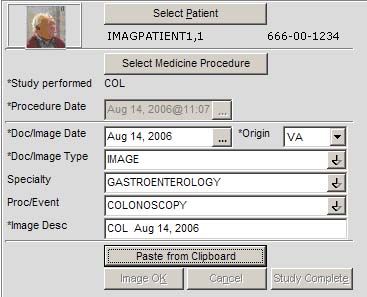 Select Patient
IMAGPATIENT1,1 666-00-1234
Select Medicine Procedure
*Study performed COL
*Procedure Date Aug 14, 2006@11:07 ...
*Doc/Image Date Aug 14, 2006 ... *Origin VA
*Doc/Image Type IMAGE
Specialty GASTROENTEROLOGY
Proc/Event COLONOSCOPY
*Image Desc COL Aug 14, 2006
Paste from Clipboard
Image OK Cancel Study Complete